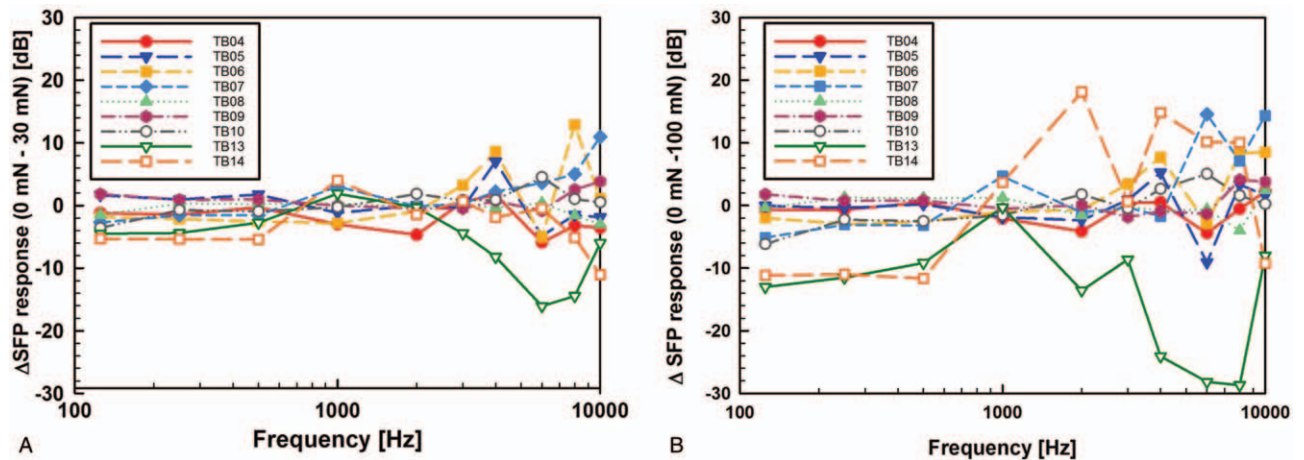 ΔSFP response (0 mN - 30 mN) [dB]
30
20
10
0
-10
-20
-30
TB04
TB05
TB06
TB07
TB08
TB09
TB10
TB13
TB14
100
1000
10000
Frequency [Hz]
A
Δ SFP response (0 mN -100 mN) [dB]
30
20
10
0
-10
-20
-30
TB04
TB05
TB06
TB07
TB08
TB09
TB10
TB13
TB14
100
1000
10000
Frequency [Hz]
B